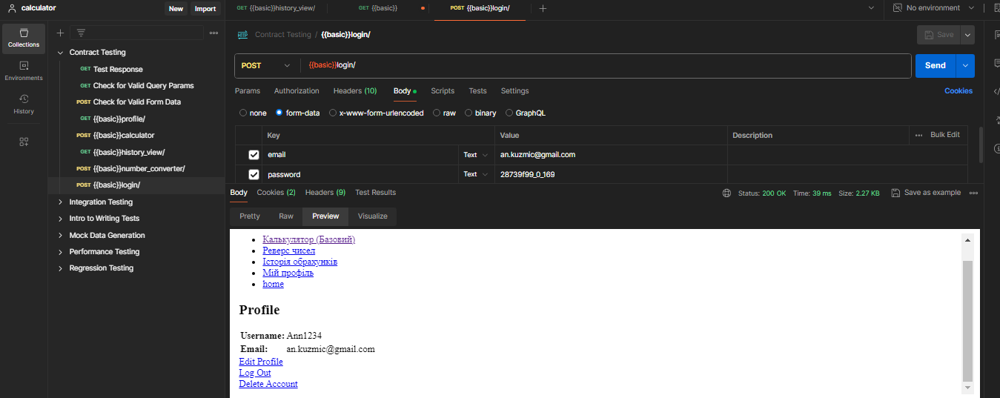 calculator New Import GET {{basic}}history_view/ GET {{basic}} POST {{basic}}login/ No environment
Collections
Environments
History
Contract Testing
GET Test Response
GET Check for Valid Query Params
POST Check for Valid Form Data
GET {{basic}}profile/
POST {{basic}}calculator
GET {{basic}}history_view/
POST {{basic}}number_converter/
POST {{basic}}login/
Integration Testing
Intro to Writing Tests
Mock Data Generation
Performance Testing
Regression Testing
HTTP Contract Testing / {{basic}}login/ Save
POST {{basic}}login/ Send
Params Authorization Headers (10) Body Scripts Tests Settings Cookies
none form-data x-www-form-urlencoded raw binary GraphQL
Key Value Description Bulk Edit
email Text an.kuzmic@gmail.com
password Text 28739f99_0_169
Body Cookies (2) Headers (9) Test Results Status: 200 OK Time: 39 ms Size: 2.27 KB Save as example
Pretty Raw Preview Visualize
Калькулятор (Базовий)
Реверс чисел
Історія обрахунків
Мій профіль
home
Profile
Username: Ann1234
Email: an.kuzmic@gmail.com
Edit Profile
Log Out
Delete Account